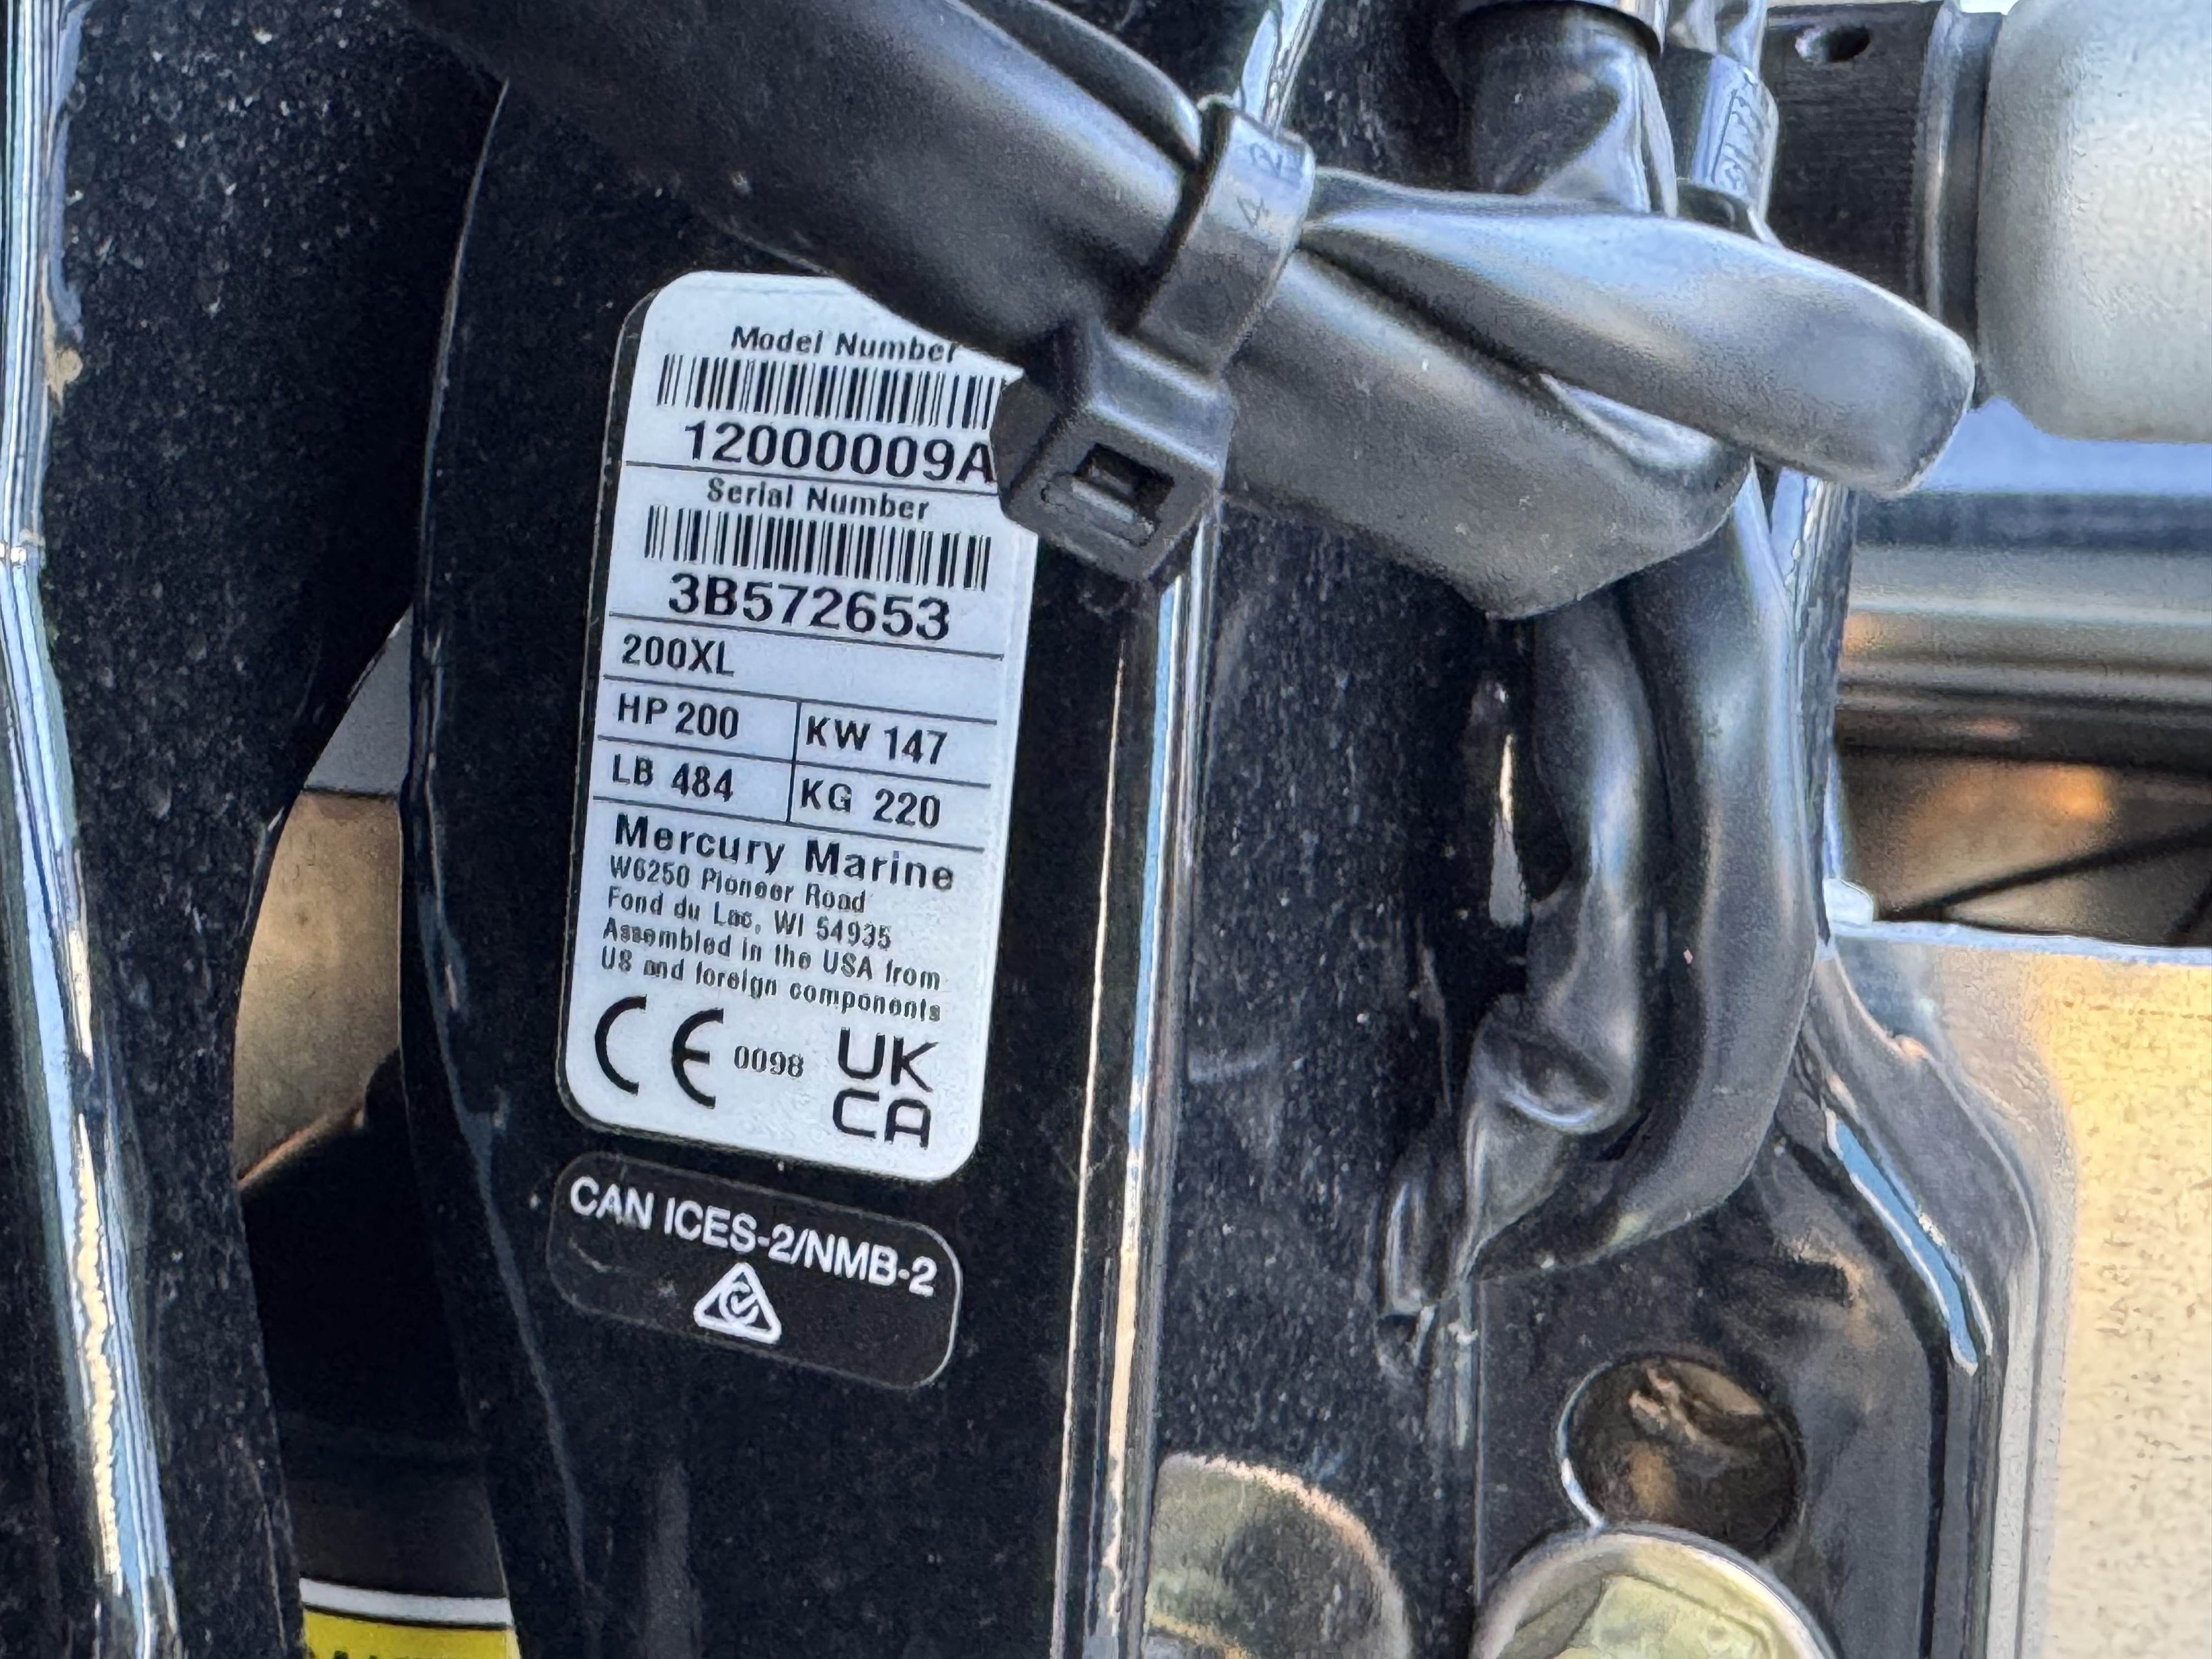 Model Number
12000009A
Serial Number
3B572653
200XL
HP 200 KW 147
LB 484 KG 220
Mercury Marine
W6250 Pioneer Road
Fond du Lac, WI 54935
Assembled in the USA from
US and foreign components
CE 0098 UK
CA
CAN ICES-2/NMB-2